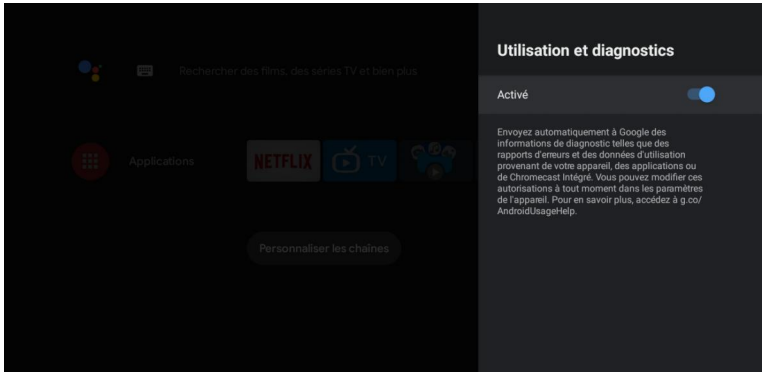 Rechercher des films, des séries TV et bien plus
Applications
NETFLIX
TV
Personnaliser les chaînes
Utilisation et diagnostics
Activé
Envoyez automatiquement à Google des
informations de diagnostic telles que des
rapports d'erreurs et des données d'utilisation
provenant de votre appareil, des applications ou
de Chromecast Intégré. Vous pouvez modifier ces
autorisations à tout moment dans les paramètres
de l'appareil. Pour en savoir plus, accédez à g.co/
AndroidUsageHelp.